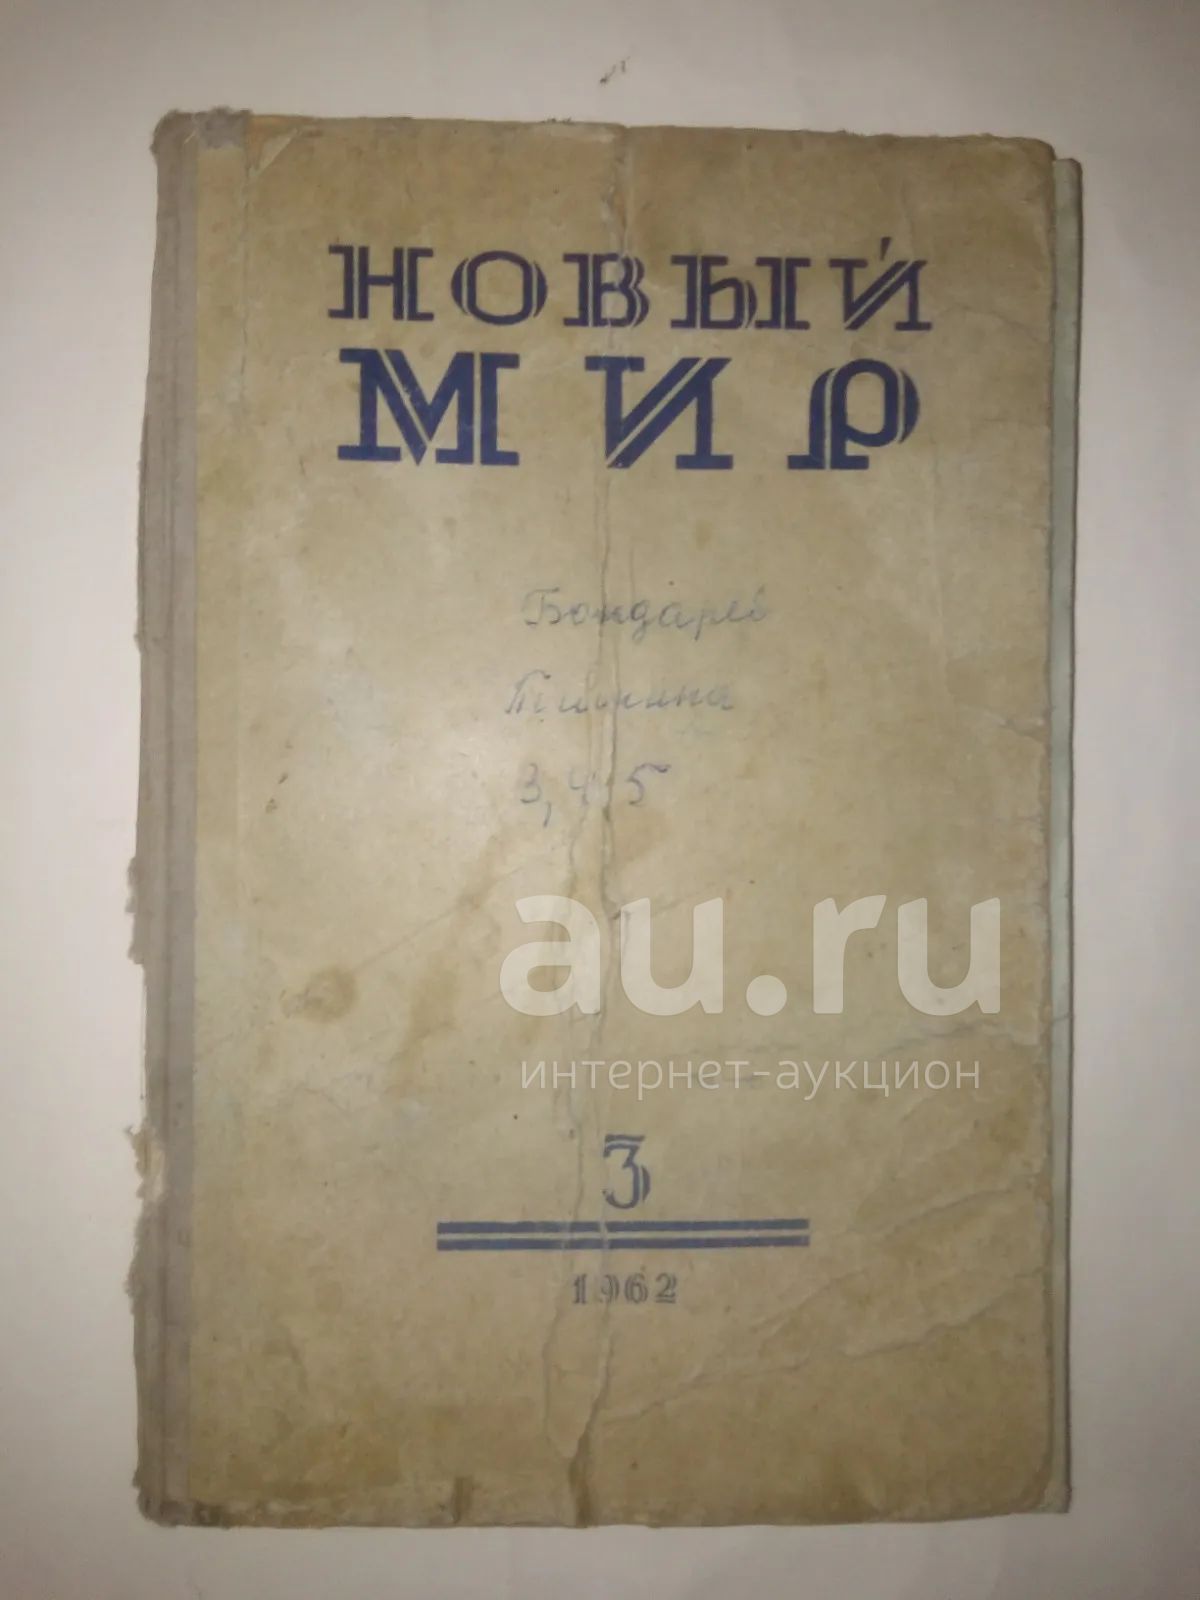 НОВЫЙ
МИР
Бондарев
Тишина
3, 4, 5
au.ru
интернет-аукцион
3
1962